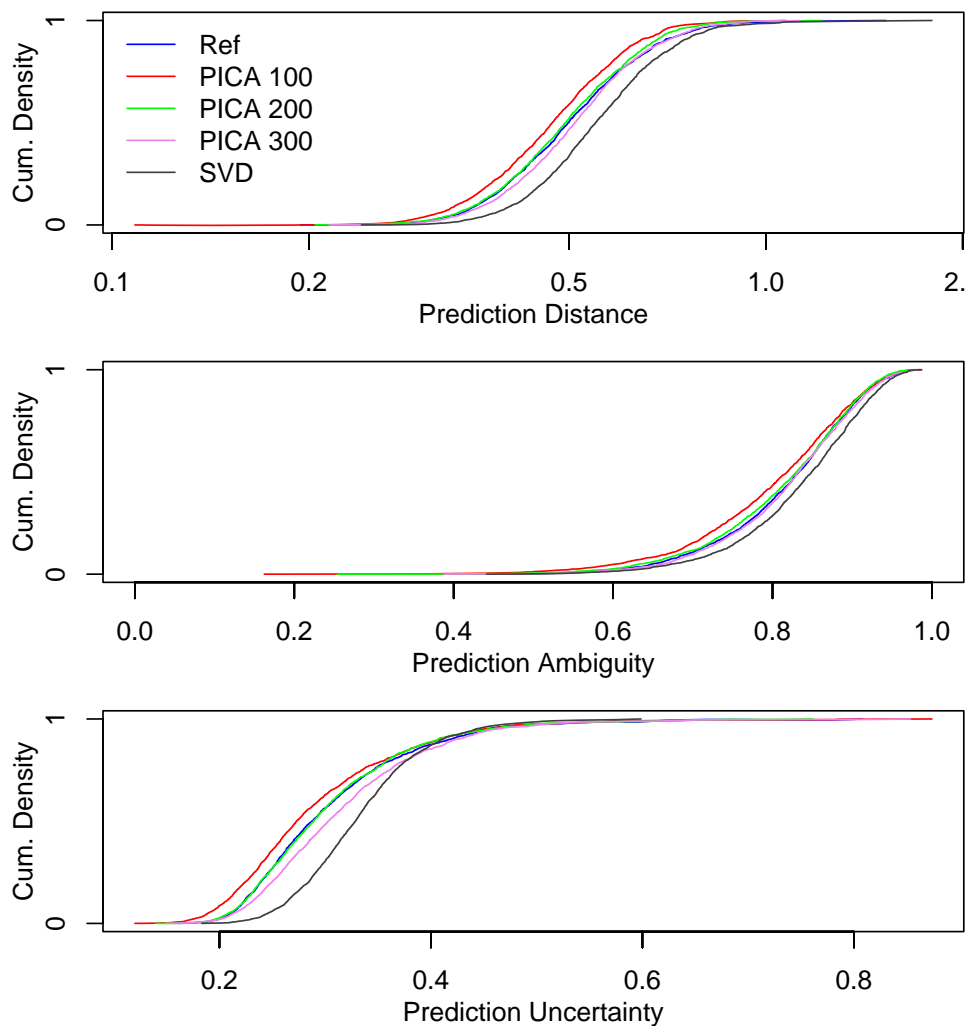 Cum. Density
0 1
Ref
PICA 100
PICA 200
PICA 300
SVD
0.1 0.2 0.5 1.0 2.
Prediction Distance
Cum. Density
0 1
0.0 0.2 0.4 0.6 0.8 1.0
Prediction Ambiguity
Cum. Density
0 1
0.2 0.4 0.6 0.8
Prediction Uncertainty